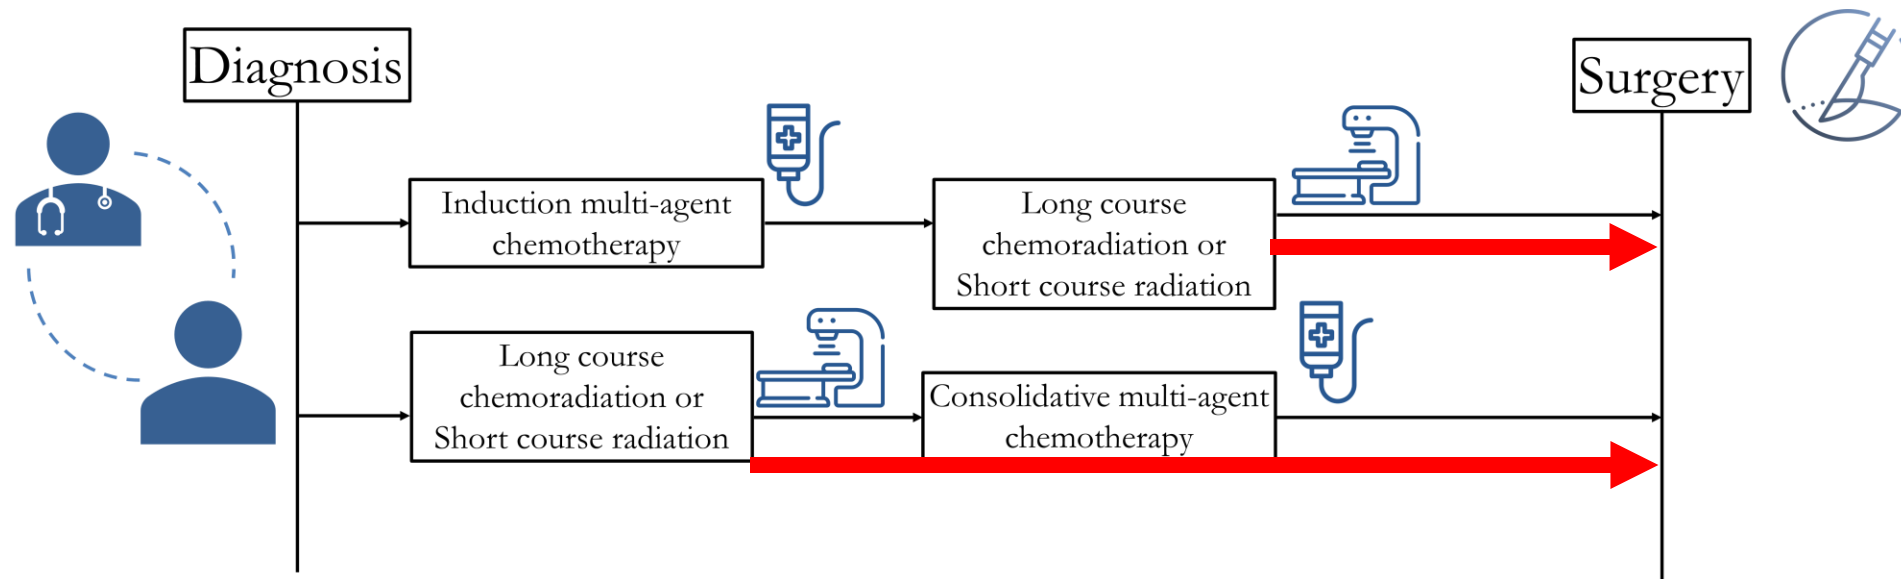 Diagnosis
Surgery
Induction multi-agent
chemotherapy
Long course
chemoradiation or
Short course radiation
Long course
chemoradiation or
Short course radiation
Consolidative multi-agent
chemotherapy